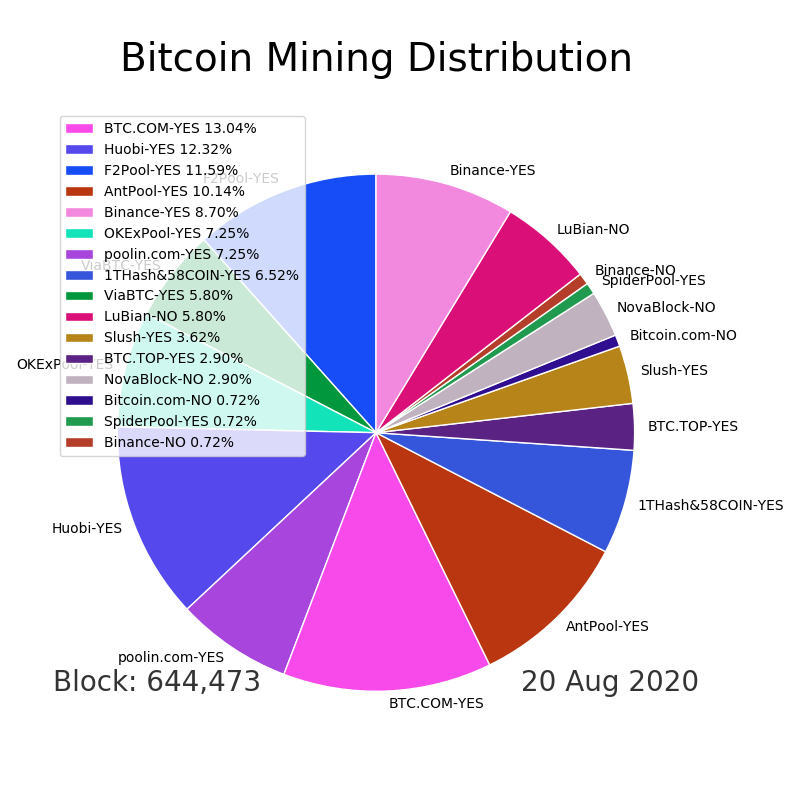 Bitcoin Mining Distribution
BTC.COM-YES 13.04%
Huobi-YES 12.32%
F2Pool-YES 11.59%
AntPool-YES 10.14%
Binance-YES 8.70%
OKExPool-YES 7.25%
poolin.com-YES 7.25%
1THash&58COIN-YES 6.52%
ViaBTC-YES 5.80%
LuBian-NO 5.80%
Slush-YES 3.62%
BTC.TOP-YES 2.90%
NovaBlock-NO 2.90%
Bitcoin.com-NO 0.72%
SpiderPool-YES 0.72%
Binance-NO 0.72%
Binance-YES
LuBian-NO
Binance-NO
SpiderPool-YES
NovaBlock-NO
Bitcoin.com-NO
Slush-YES
BTC.TOP-YES
1THash&58COIN-YES
AntPool-YES
BTC.COM-YES
poolin.com-YES
Huobi-YES
OKExPool-YES
ViaBTC-YES
F2Pool-YES
Block: 644,473
20 Aug 2020